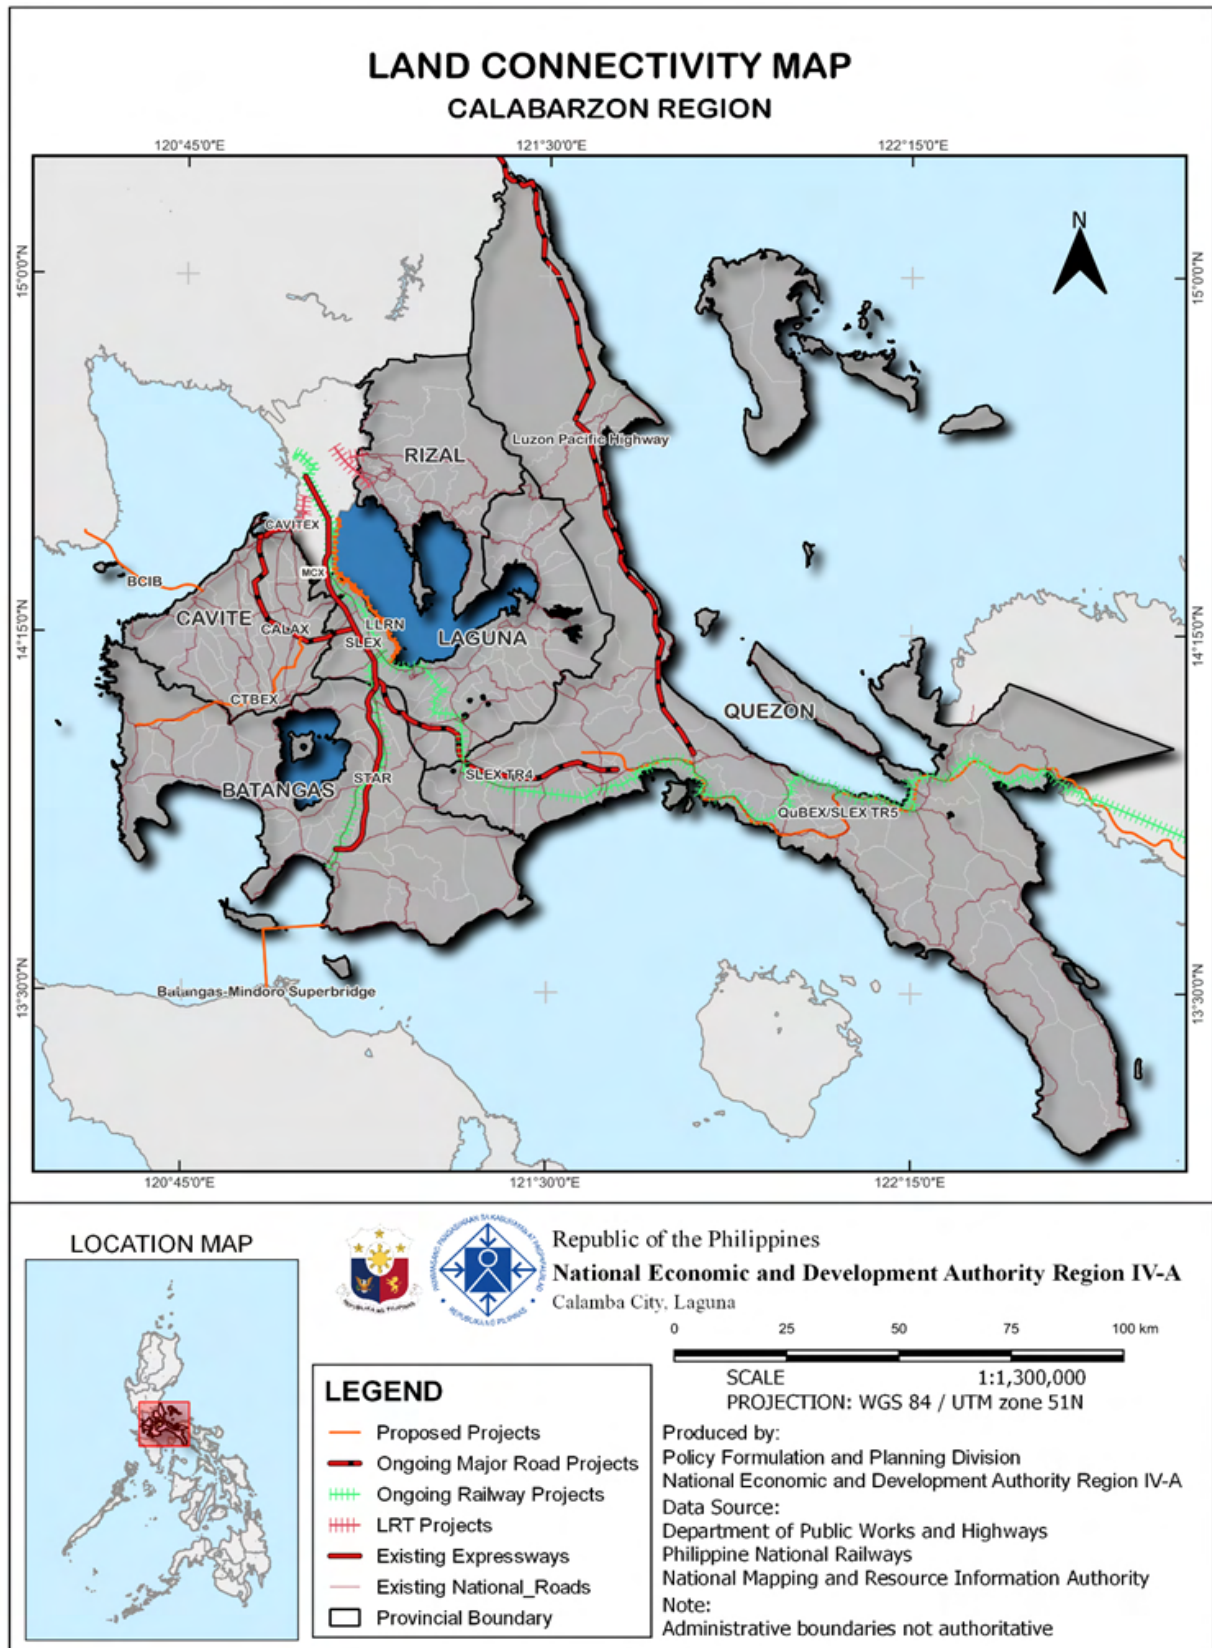 LAND CONNECTIVITY MAP
CALABARZON REGION
120°45'0"E
121°30'0"E
122°15'0"E
15°0'0"N
15°0'0"N
N
RIZAL
Luzon Pacific Highway
CAVITEX
MCX
BCIB
CAVITE
CALAX
LLRN
SLEX
LAGUNA
14°15'0"N
14°15'0"N
CTBEX
QUEZON
STAR
SLEX TR4
BATANGAS
QuBEX/SLEX TR5
Batangas-Mindoro Superbridge
13°30'0"N
13°30'0"N
120°45'0"E
121°30'0"E
122°15'0"E
LOCATION MAP
REPUBLIKA NG PILIPINAS
REPUBLIKA NG PILIPINAS
Republic of the Philippines
National Economic and Development Authority Region IV-A
Calamba City, Laguna
0 25 50 75 100 km
SCALE 1:1,300,000
PROJECTION: WGS 84 / UTM zone 51N
LEGEND
Proposed Projects
Ongoing Major Road Projects
Ongoing Railway Projects
LRT Projects
Existing Expressways
Existing National_Roads
Provincial Boundary
Produced by:
Policy Formulation and Planning Division
National Economic and Development Authority Region IV-A
Data Source:
Department of Public Works and Highways
Philippine National Railways
National Mapping and Resource Information Authority
Note:
Administrative boundaries not authoritative